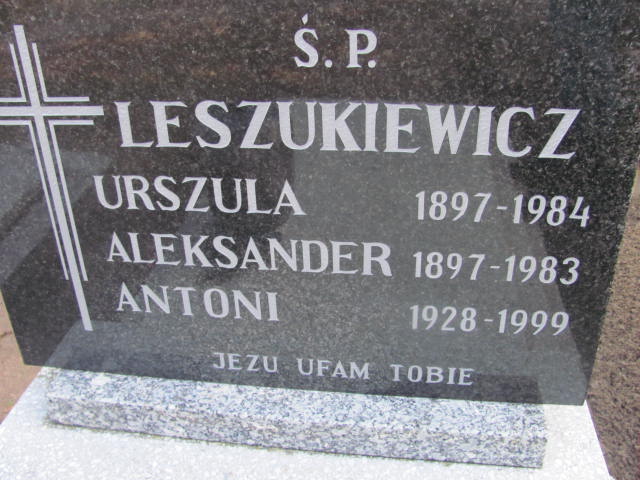 Ś.P.
LESZUKIEWICZ
URSZULA 1897-1984
ALEKSANDER 1897-1983
ANTONI 1928-1999
JEZU UFAM TOBIE